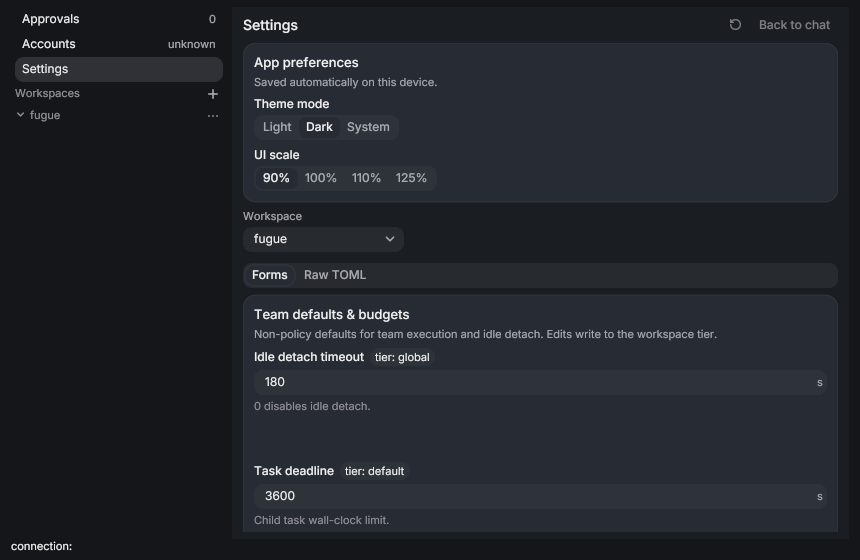 Approvals 0
Accounts unknown
Settings
Workspaces
fugue
Settings
Back to chat
App preferences
Saved automatically on this device.
Theme mode
Light Dark System
UI scale
90% 100% 110% 125%
Workspace
fugue
Forms Raw TOML
Team defaults & budgets
Non-policy defaults for team execution and idle detach. Edits write to the workspace tier.
Idle detach timeout tier: global
180 s
0 disables idle detach.
Task deadline tier: default
3600 s
Child task wall-clock limit.
connection: